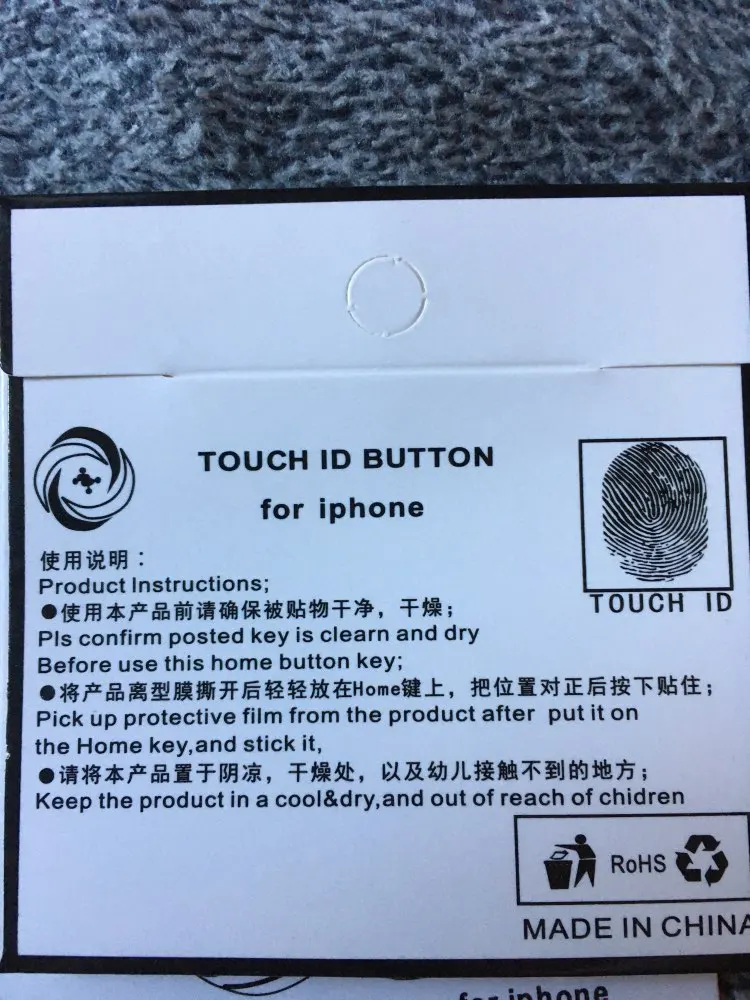 TOUCH ID BUTTON
for iphone
TOUCH ID
使用说明：
Product Instructions;
●使用本产品前请确保被贴物干净，干燥；
Pls confirm posted key is clearn and dry
Before use this home button key;
●将产品离型膜撕开后轻轻放在Home键上，把位置对正后按下贴住；
Pick up protective film from the product after put it on
the Home key,and stick it,
●请将本产品置于阴凉，干燥处，以及幼儿接触不到的地方；
Keep the product in a cool&dry,and out of reach of chidren
RoHS
MADE IN CHINA
for iphone